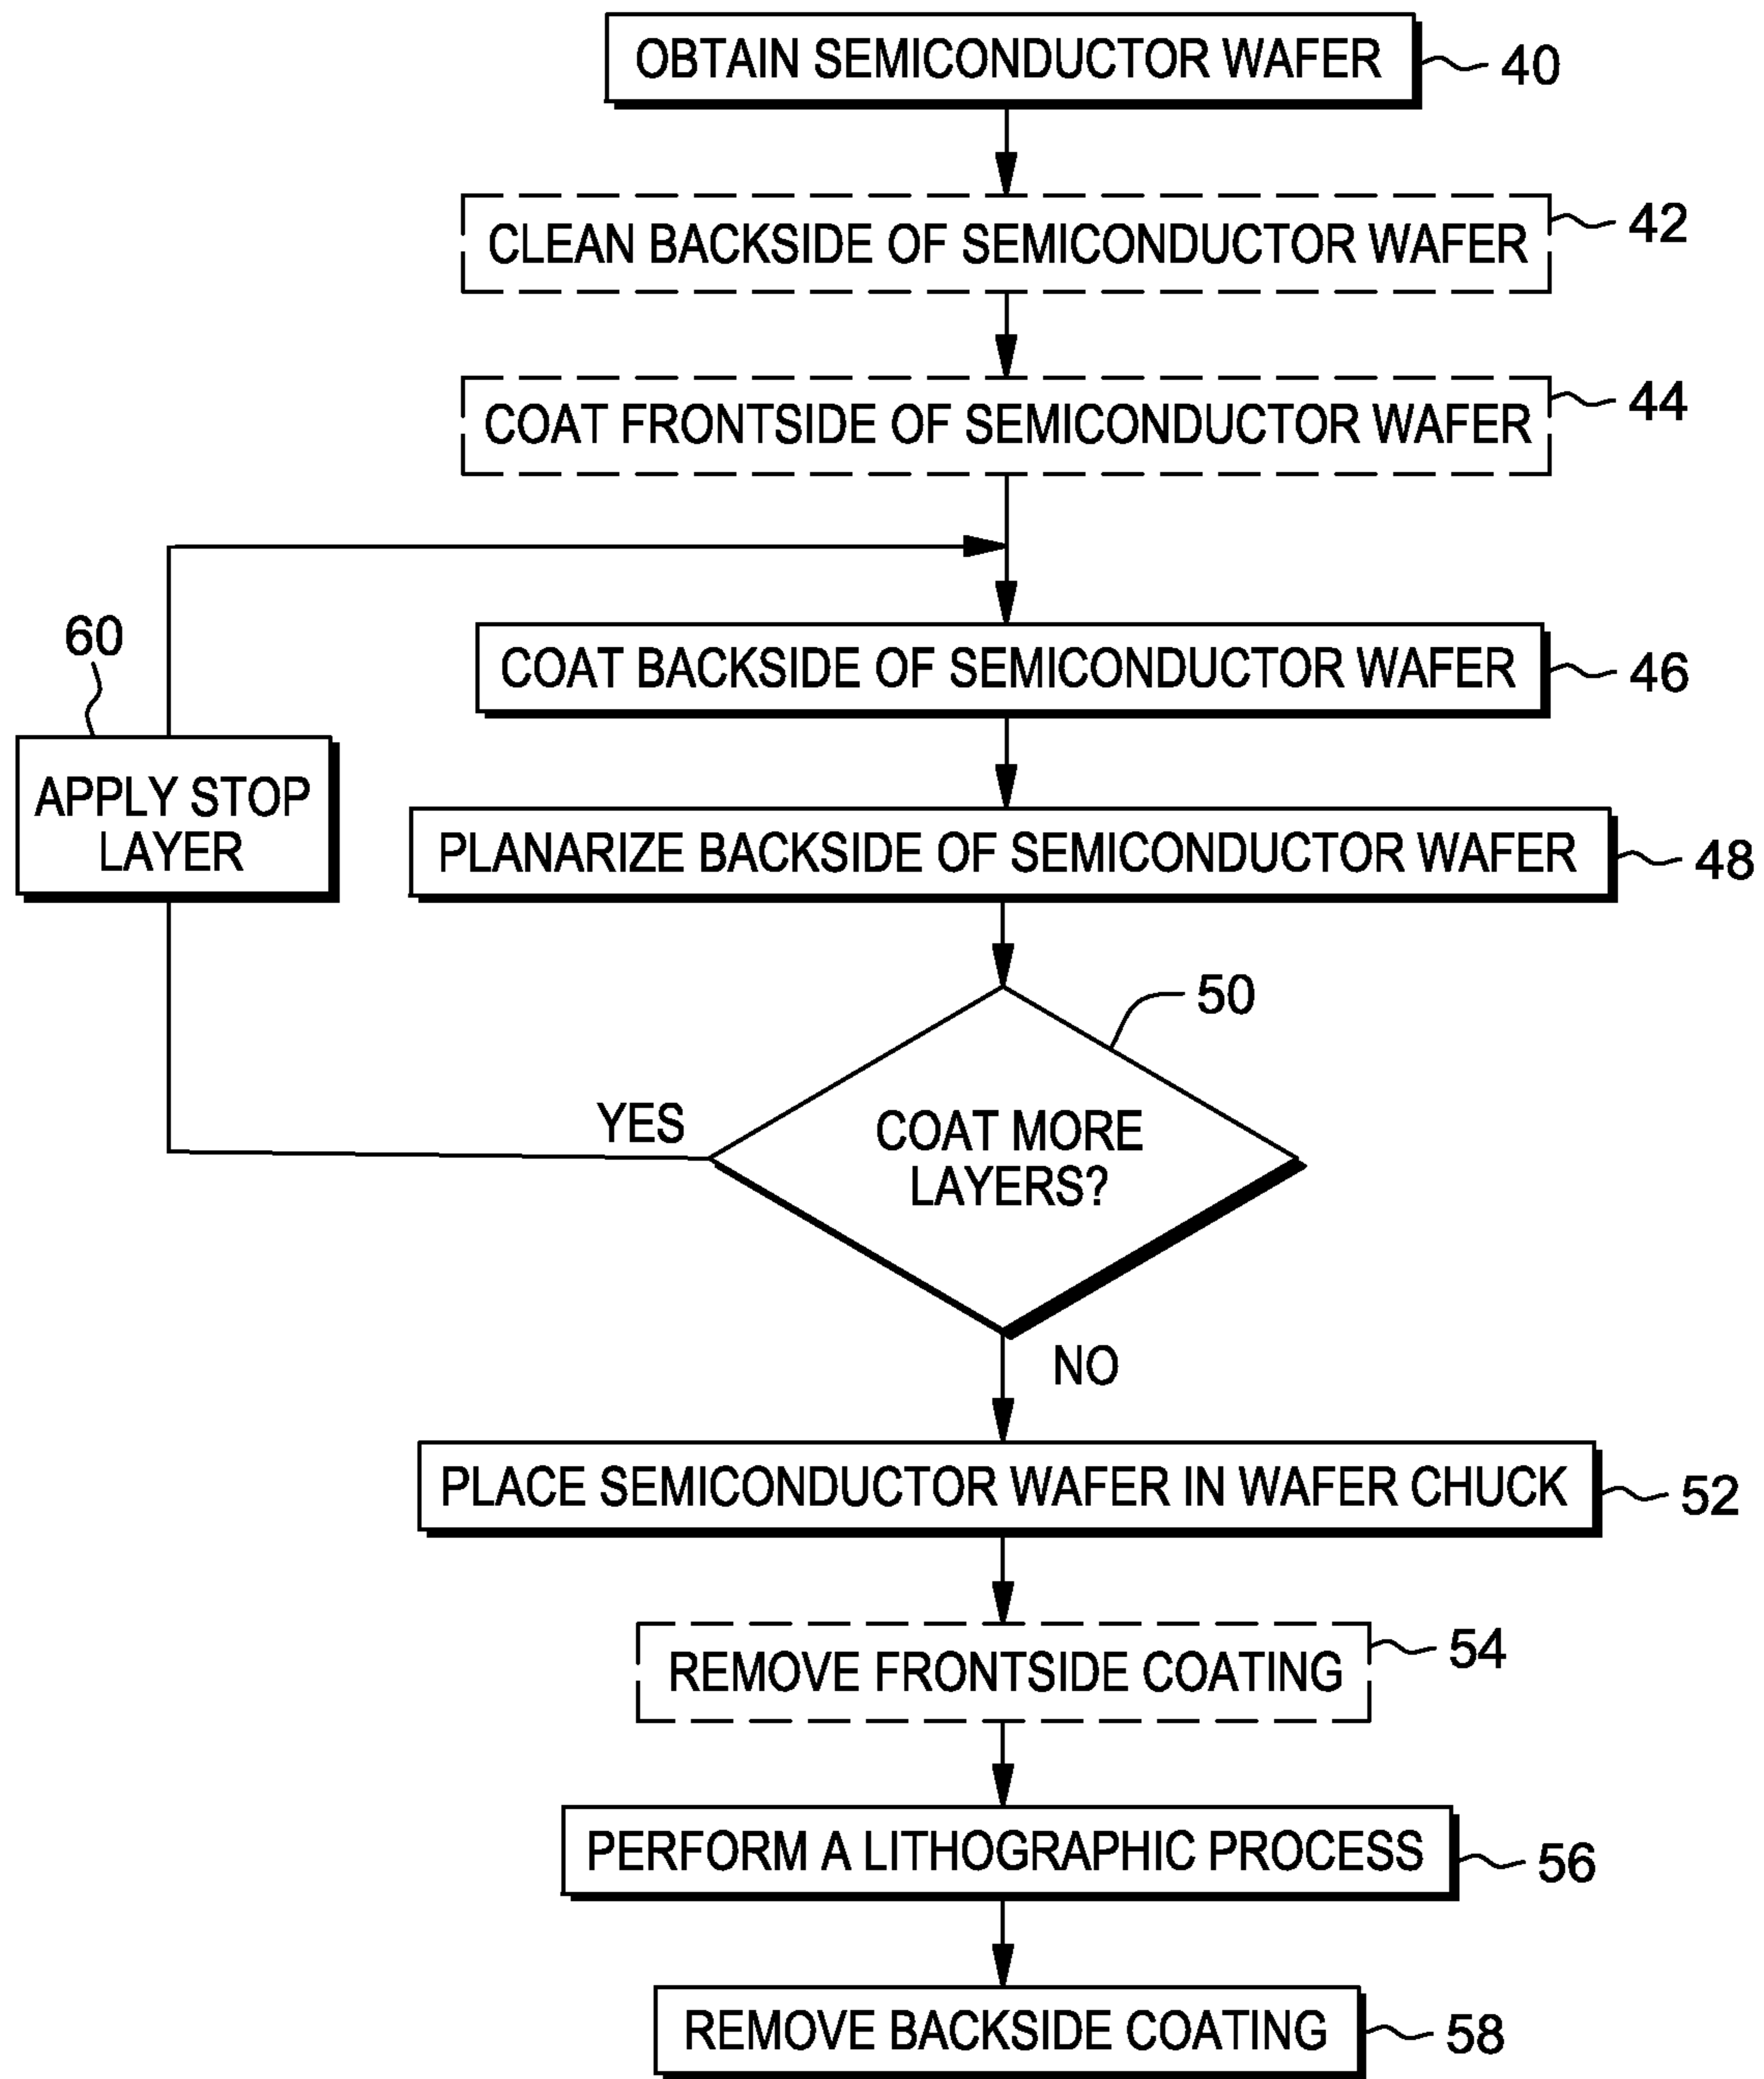 OBTAIN SEMICONDUCTOR WAFER
40
CLEAN BACKSIDE OF SEMICONDUCTOR WAFER
42
COAT FRONTSIDE OF SEMICONDUCTOR WAFER
44
60
COAT BACKSIDE OF SEMICONDUCTOR WAFER
46
APPLY STOP
LAYER
PLANARIZE BACKSIDE OF SEMICONDUCTOR WAFER
48
50
YES
COAT MORE
LAYERS?
NO
PLACE SEMICONDUCTOR WAFER IN WAFER CHUCK
52
REMOVE FRONTSIDE COATING
54
PERFORM A LITHOGRAPHIC PROCESS
56
REMOVE BACKSIDE COATING
58